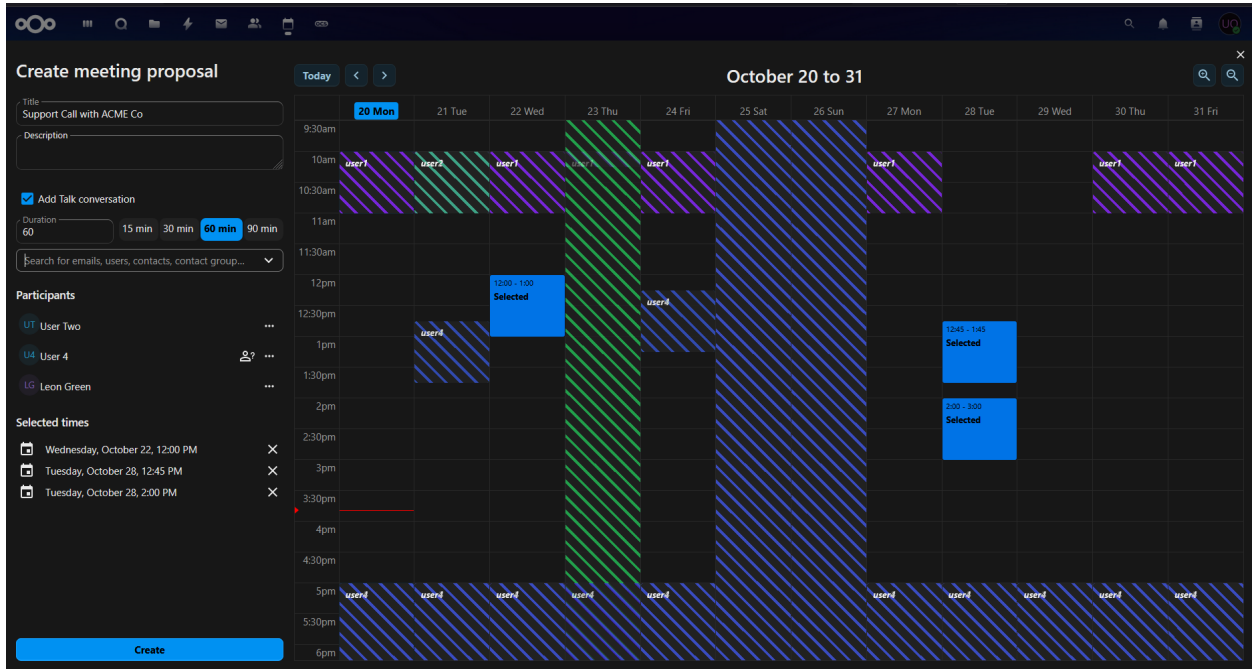 UO
Create meeting proposal
Title
Support Call with ACME Co
Description
Add Talk conversation
Duration
60
15 min 30 min 60 min 90 min
Search for emails, users, contacts, contact group...
Participants
UT User Two
U4 User 4
LG Leon Green
Selected times
Wednesday, October 22, 12:00 PM
Tuesday, October 28, 12:45 PM
Tuesday, October 28, 2:00 PM
Create
Today
October 20 to 31
20 Mon 21 Tue 22 Wed 23 Thu 24 Fri 25 Sat 26 Sun 27 Mon 28 Tue 29 Wed 30 Thu 31 Fri
9:30am
10am user1 user2 user1 user1 user1 user1 user1 user1
10:30am
11am
11:30am
12pm
12:00 - 1:00
Selected
user4
12:30pm
user4
12:45 - 1:45
Selected
1pm
1:30pm
2pm
2:00 - 3:00
Selected
2:30pm
3pm
3:30pm
4pm
4:30pm
5pm user4 user4 user4 user4 user4 user4 user4 user4 user4 user4
5:30pm
6pm